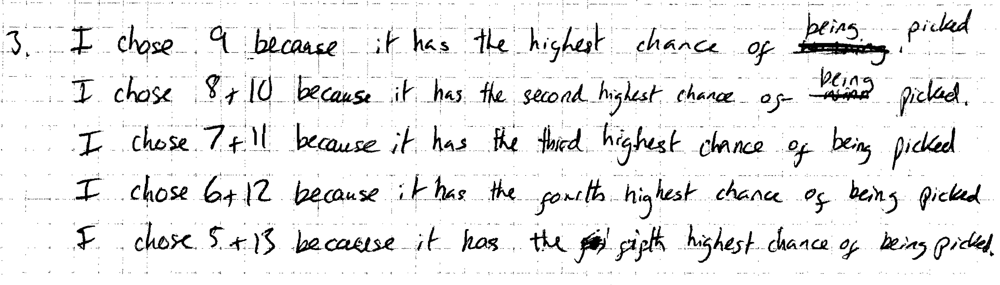 3. I chose 9 because it has the highest chance of being. picked
I chose 8 + 10 because it has the second highest chance of being picked.
I chose 7 + 11 because it has the third highest chance of being picked
I chose 6 + 12 because it has the fourth highest chance of being picked
I chose 5 + 13 because it has the fifth highest chance of being picked.